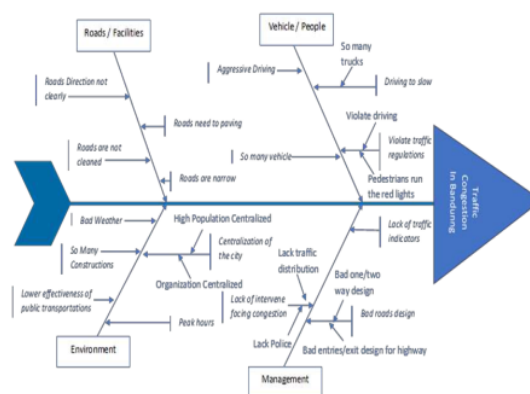 Roads / Facilities
Vehicle / People
So many
trucks
Aggressive Driving
Driving to slow
Roads Direction not
clearly
Roads need to paving
Violate driving
Violate traffic
regulations
Roads are not
cleaned
So many vehicle
Pedestrians run
the red lights
Roads are narrow
Traffic
Congestion
In Bandunng
Bad Weather
High Population Centralized
Lack of traffic
indicators
So Many
Constructions
Centralization of
the city
Lack traffic
distribution
Organization Centralized
Bad one/two
way design
Lower effectiveness of
public transportations
Lack of intervene
facing congestion
Bad roads design
Peak hours
Lack Police
Bad entries/exit design for highway
Environment
Management